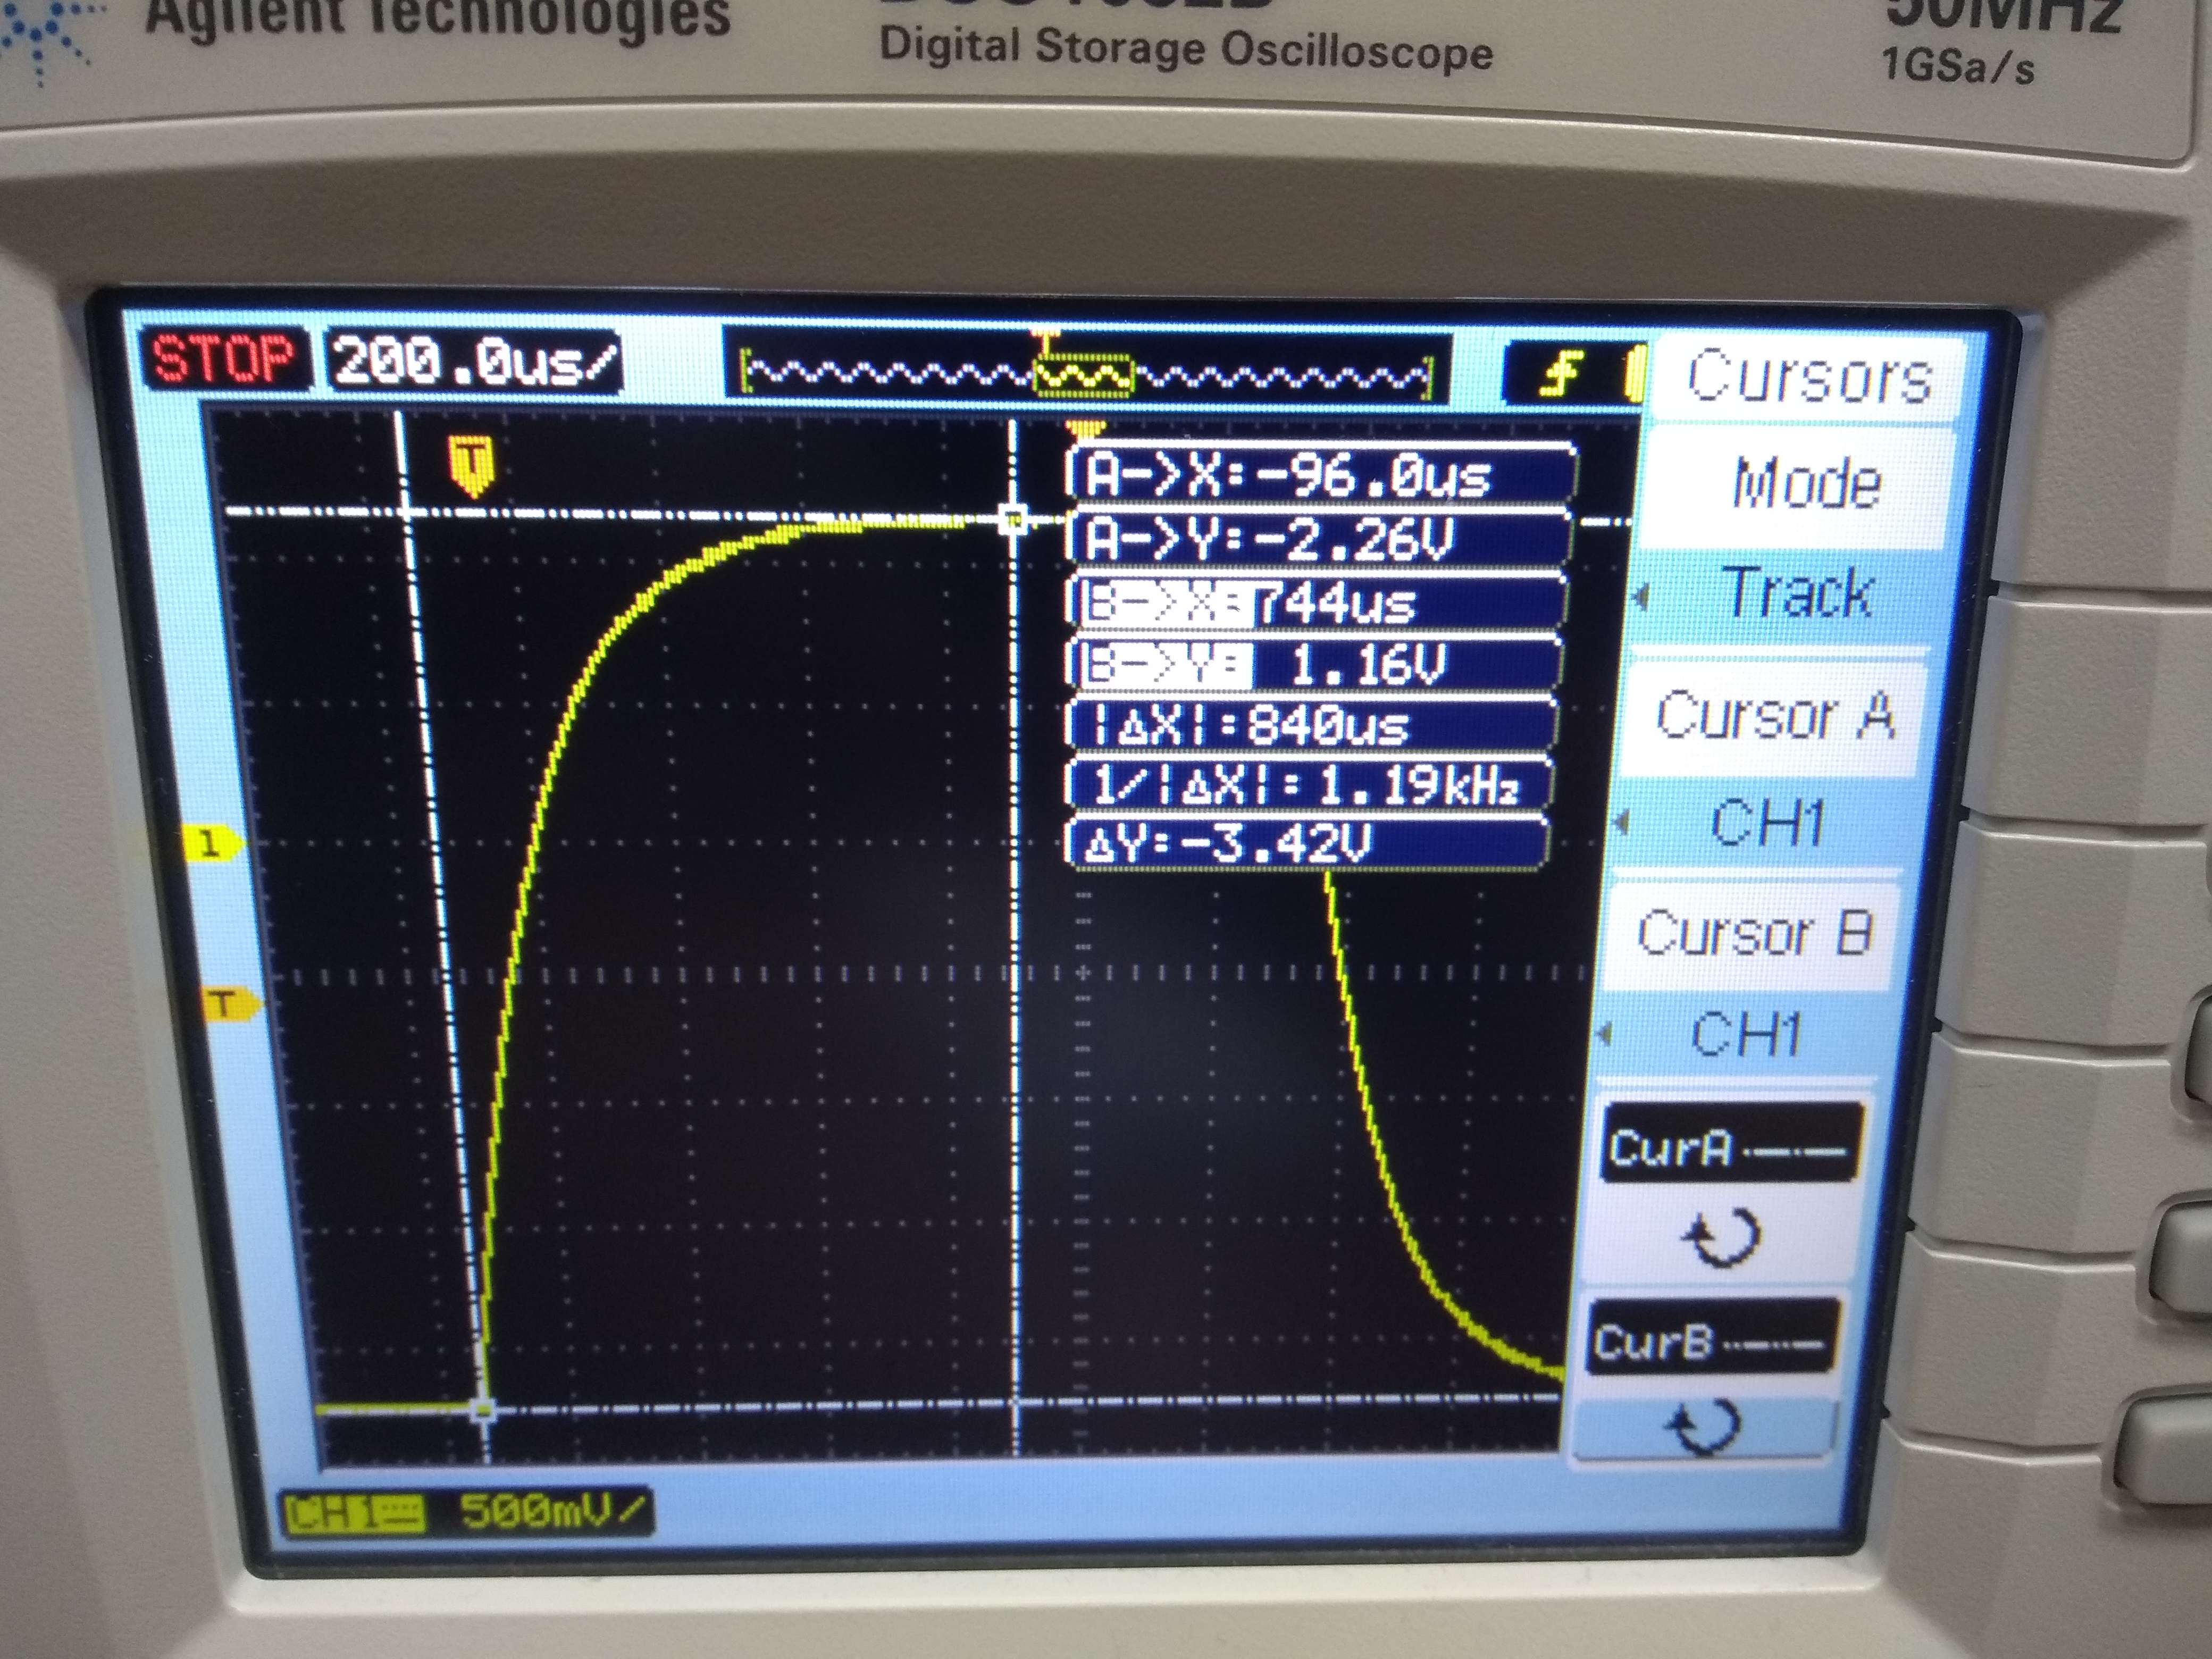 Agilent Technologies
Digital Storage Oscilloscope
50MHz
1GSa/s
STOP
200.0us/
T
A->X:-96.0us
A->Y:-2.26V
B->X:744us
B->Y: 1.16V
|ΔX|:840us
1/|ΔX|:1.19kHz
ΔY:-3.42V
1
T
Cursors
Mode
Track
Cursor A
CH1
Cursor B
CH1
CurA
CurB
CH1 500mV/